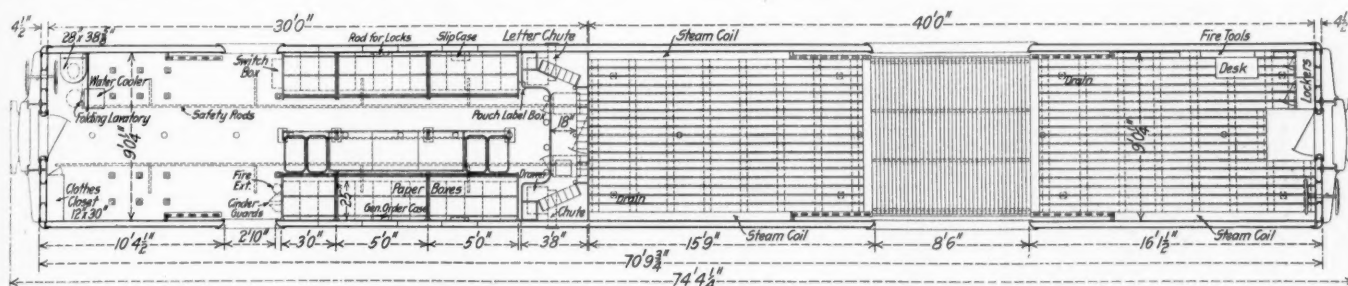 4½" 30'0" 40'0" 4½"
28"x 38⅜" Rod for Locks Slip Case Letter Chute Steam Coil Fire Tools
Switch Box Desk
Lockers
Water Cooler Drain Drain
Folding Lavatory Safety Rods Pouch Label Box 18"
9'0¼" 9'0¼"
Fire Ext.
Clothes Closet 12"x30" Cinder Guards 23" Paper Boxes Gen. Order Case Drawer Chute Drain
10'4½" 2'10" 3'0" 5'0" 5'0" 3'8" 15'9" Steam Coil 8'6" 16'1½" Steam Coil
70'9¾"
74'4½"